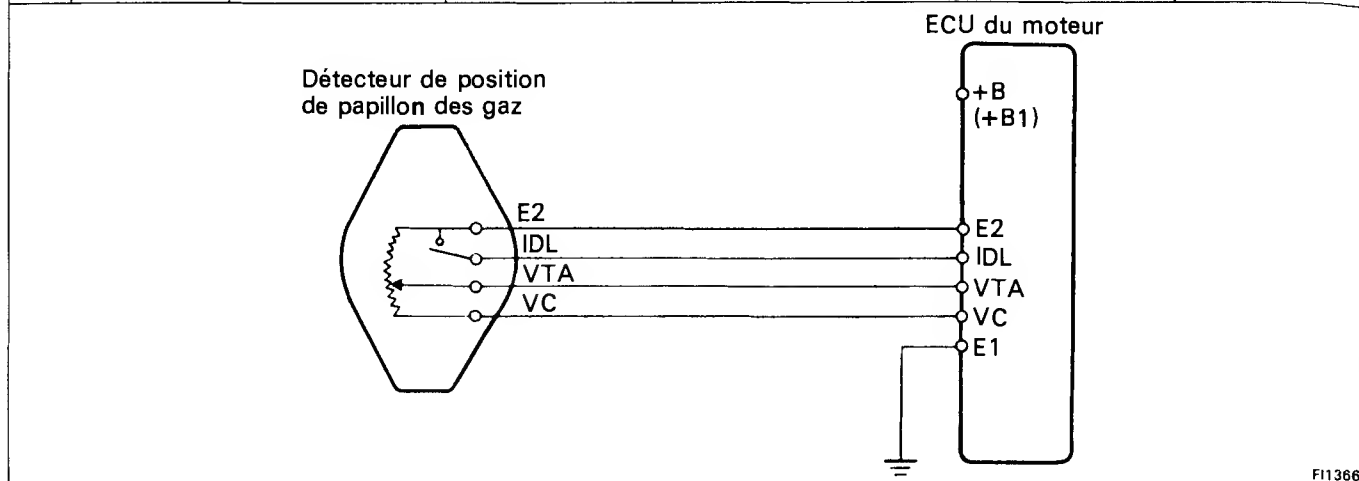 ECU du moteur
Détecteur de position
de papillon des gaz
+B
(+B1)
E2
IDL
VTA
VC
E2
IDL
VTA
VC
E1
FI1366